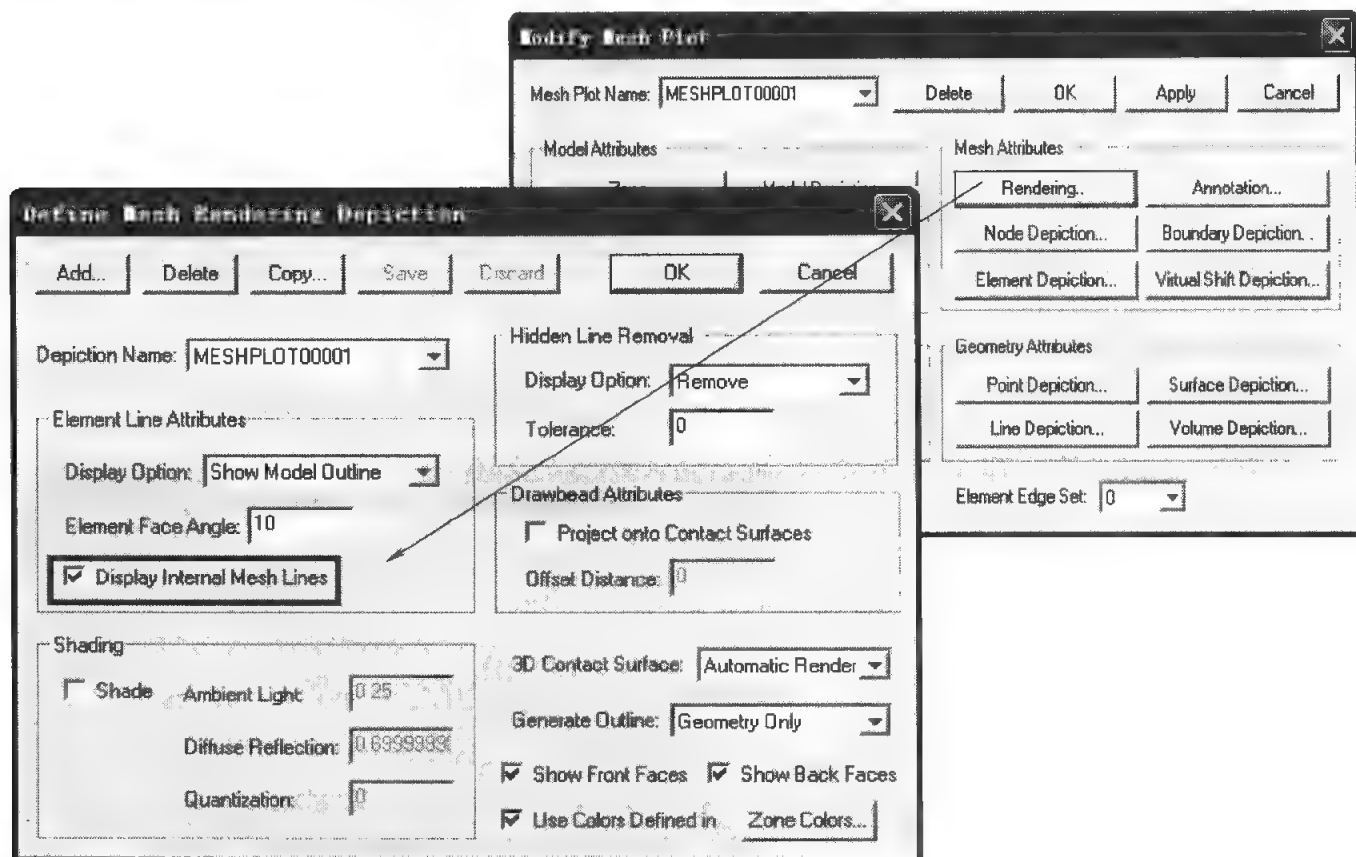 Modify Mesh Plot
Mesh Plot Name: MESHPLOT00001 Delete OK Apply Cancel
Model Attributes
Mesh Attributes
Rendering.. Annotation...
Node Depiction... Boundary Depiction. .
Element Depiction... Virtual Shift Depiction...
Geometry Attributes
Point Depiction... Surface Depiction...
Line Depiction... Volume Depiction...
Element Edge Set: 0
Define Mesh Rendering Depiction
Add... Delete Copy... Save Discard OK Cancel
Depiction Name: MESHPLOT00001
Element Line Attributes
Display Option: Show Model Outline
Element Face Angle: 10
Display Internal Mesh Lines
Hidden Line Removal
Display Option: Remove
Tolerance: 0
Drawbead Attributes
Project onto Contact Surfaces
Offset Distance: 0
Shading
Shade Ambient Light: 0.25
Diffuse Reflection:
Quantization: 0
3D Contact Surface: Automatic Render
Generate Outline: Geometry Only
Show Front Faces Show Back Faces
Use Colors Defined in Zone Colors...